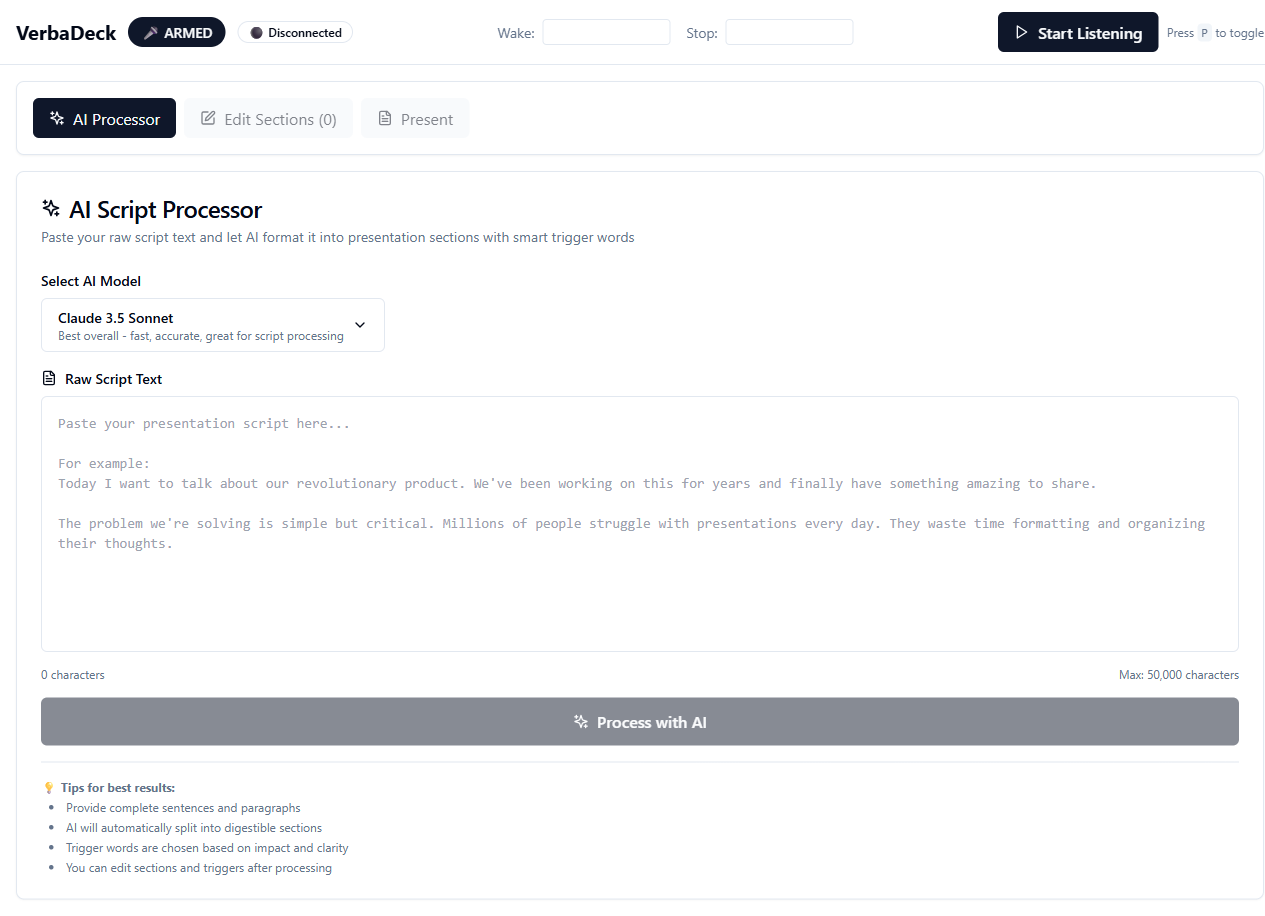 VerbaDeck
🎤 ARMED
Disconnected
Wake:
Stop:
Start Listening
Press P to toggle
AI Processor
Edit Sections (0)
Present
AI Script Processor
Paste your raw script text and let AI format it into presentation sections with smart trigger words
Select AI Model
Claude 3.5 Sonnet
Best overall - fast, accurate, great for script processing
Raw Script Text
Paste your presentation script here...
For example:
Today I want to talk about our revolutionary product. We've been working on this for years and finally have something amazing to share.
The problem we're solving is simple but critical. Millions of people struggle with presentations every day. They waste time formatting and organizing
their thoughts.
0 characters
Max: 50,000 characters
Process with AI
💡 Tips for best results:
• Provide complete sentences and paragraphs
• AI will automatically split into digestible sections
• Trigger words are chosen based on impact and clarity
• You can edit sections and triggers after processing